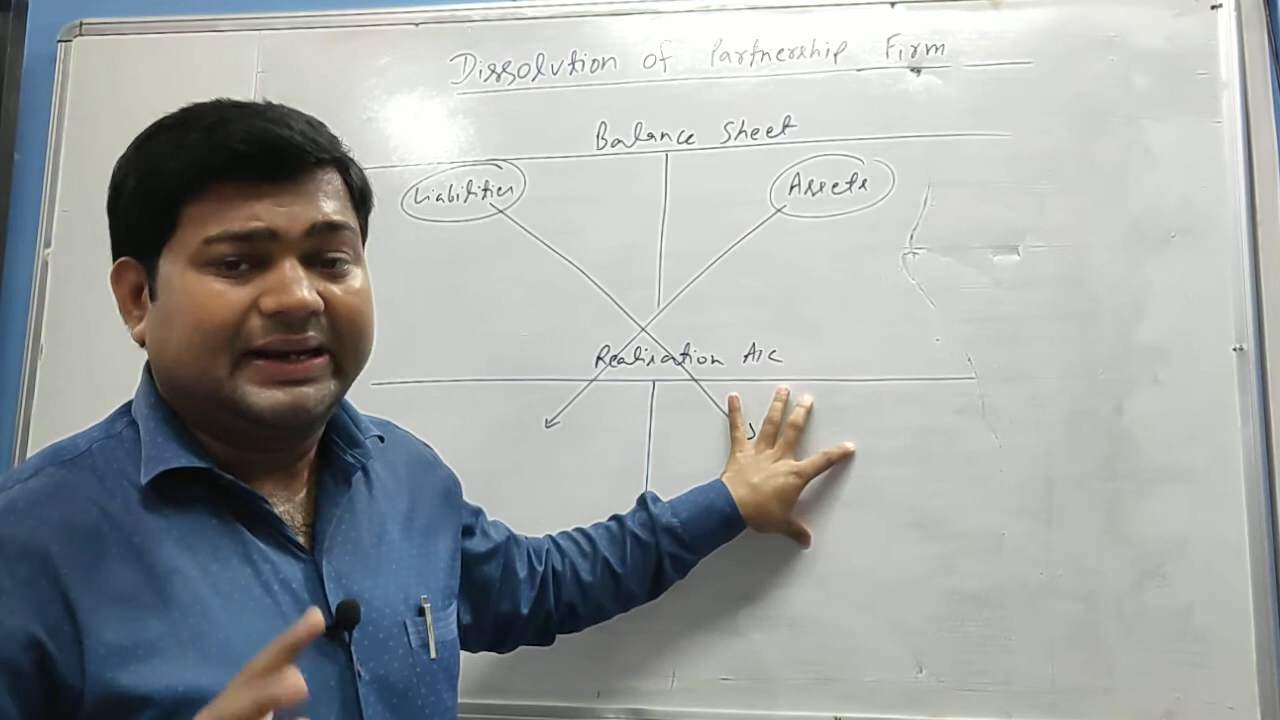 Dissolution of Partnership Firm
Balance Sheet
Liabilities Assets
Realisation A/c